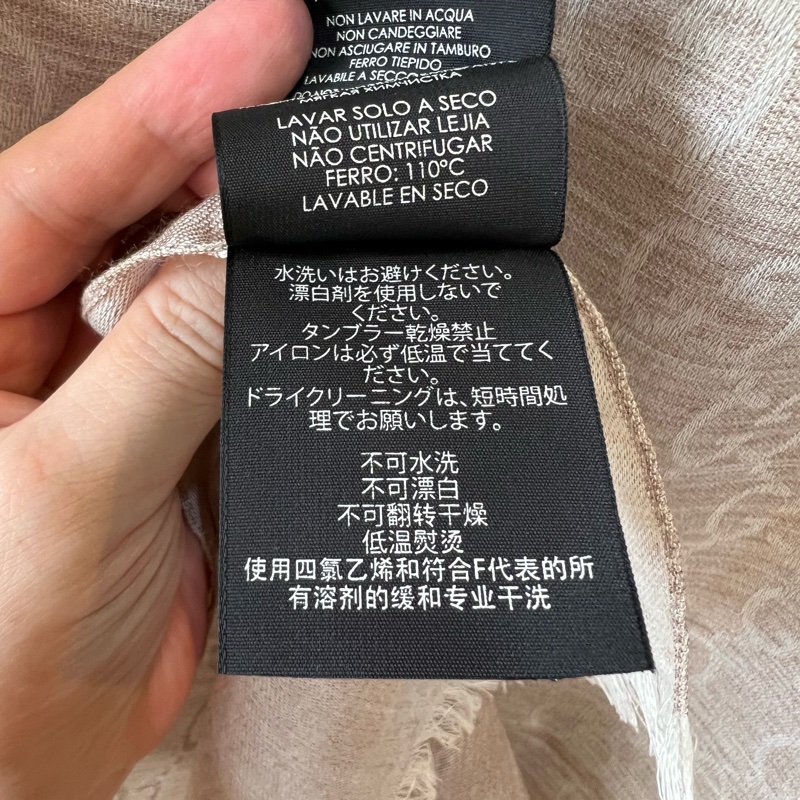 NON LAVARE IN ACQUA
NON CANDEGGIARE
NON ASCIUGARE IN TAMBURO
FERRO TIEPIDO
LAVABILE A SECCO
LAVAR SOLO A SECO
NÃO UTILIZAR LEJIA
NÃO CENTRIFUGAR
FERRO: 110°C
LAVABLE EN SECO
水洗いはお避けください。
漂白剤を使用しないで
ください。
タンブラー乾燥禁止
アイロンは必ず低温で当ててく
ださい。
ドライクリーニングは、短時間処
理でお願いします。
不可水洗
不可漂白
不可翻转干燥
低温熨烫
使用四氯乙烯和符合F代表的所
有溶剂的缓和专业干洗